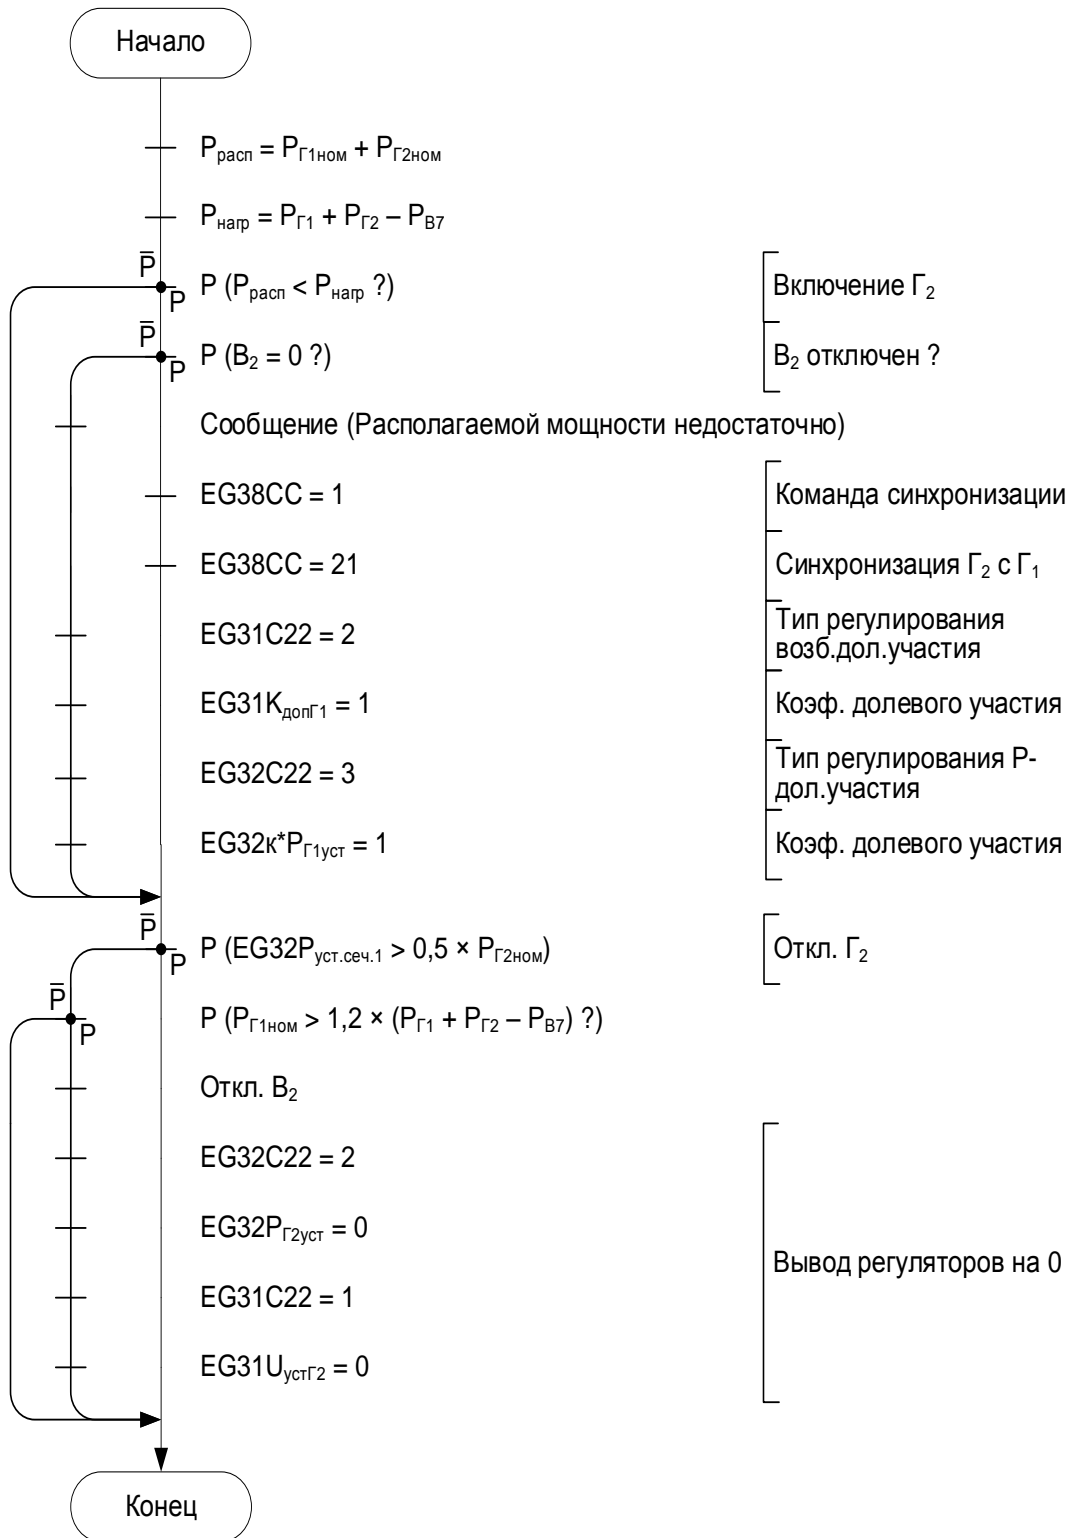 Начало
Pрасп = PГ1ном + PГ2ном
Pнагр = PГ1 + PГ2 – PВ7
P̅
P
P (Pрасп < Pнагр ?)
Включение Г2
P̅
P
P (B2 = 0 ?)
B2 отключен ?
Сообщение (Располагаемой мощности недостаточно)
EG38CC = 1
Команда синхронизации
EG38CC = 21
Синхронизация Г2 с Г1
EG31C22 = 2
Тип регулирования
возб.дол.участия
EG31KдопГ1 = 1
Коэф. долевого участия
EG32C22 = 3
Тип регулирования P-
дол.участия
EG32к*PГ1уст = 1
Коэф. долевого участия
P̅
P
P (EG32Pуст.сеч.1 > 0,5 × PГ2ном)
Откл. Г2
P̅
P
P (PГ1ном > 1,2 × (PГ1 + PГ2 – PВ7) ?)
Откл. B2
EG32C22 = 2
EG32PГ2уст = 0
Вывод регуляторов на 0
EG31C22 = 1
EG31UустГ2 = 0
Конец